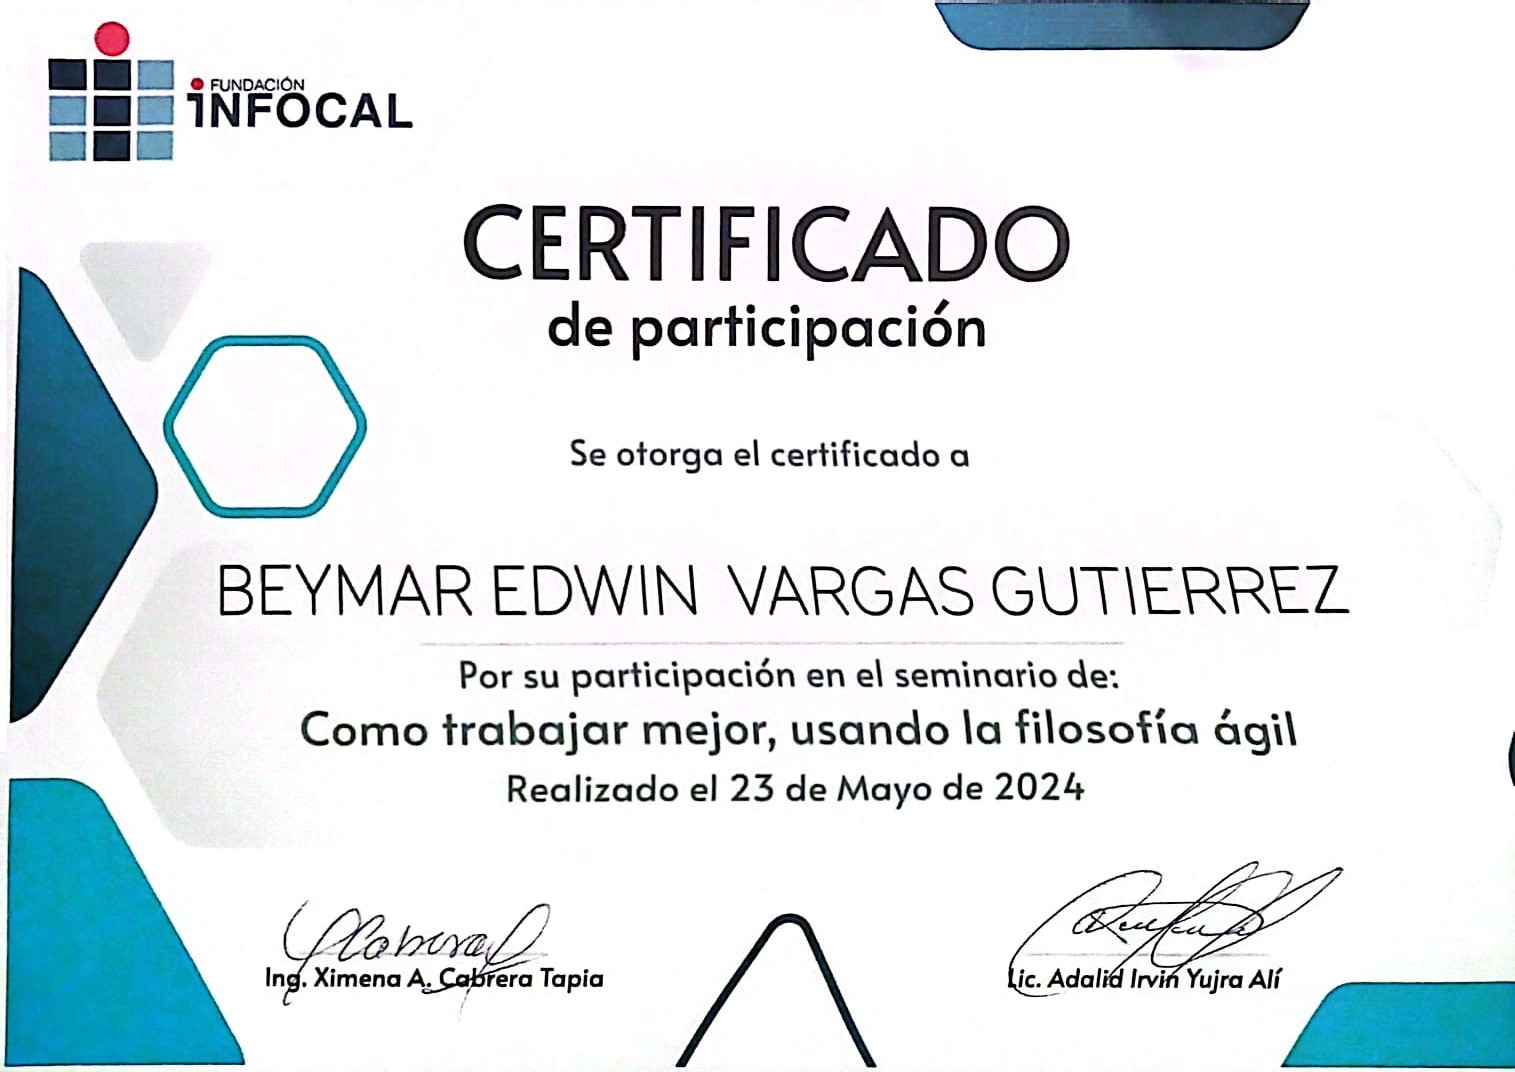 FUNDACIÓN
INFOCAL
CERTIFICADO
de participación
Se otorga el certificado a
BEYMAR EDWIN VARGAS GUTIERREZ
Por su participación en el seminario de:
Como trabajar mejor, usando la filosofía ágil
Realizado el 23 de Mayo de 2024
Ing. Ximena A. Cabrera Tapia
Lic. Adalid Irvin Yujra Alí